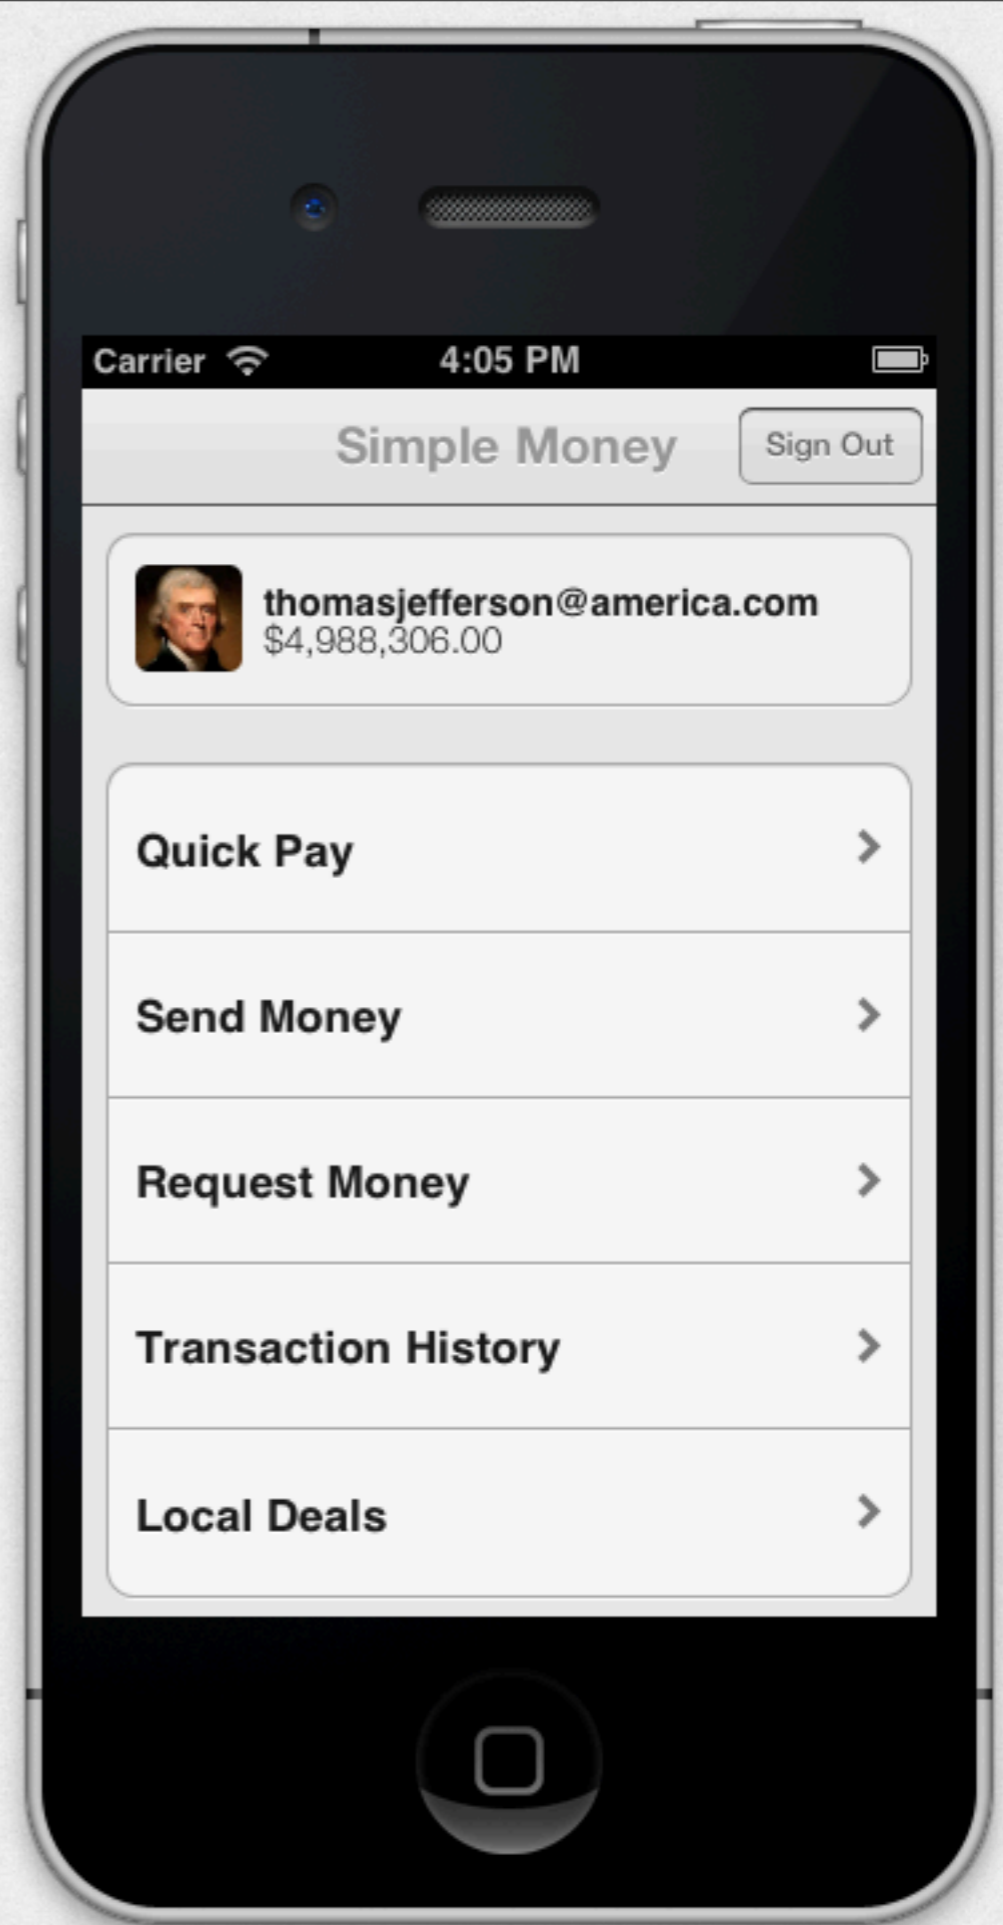 Carrier 4:05 PM
Simple Money Sign Out
thomasjefferson@america.com
$4,988,306.00
Quick Pay
Send Money
Request Money
Transaction History
Local Deals